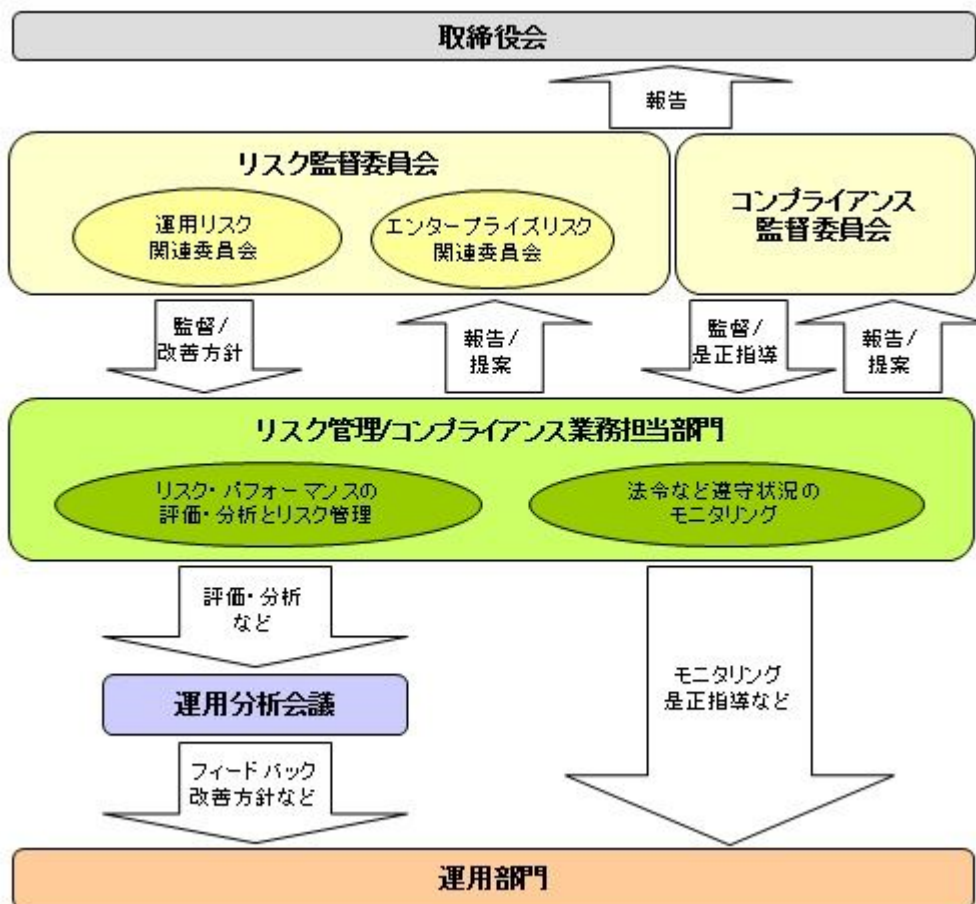 取締役会
報告
リスク監督委員会
運用リスク
関連委員会
エンタープライズリスク
関連委員会
コンプライアンス
監督委員会
監督/
改善方針
報告/
提案
監督/
是正指導
報告/
提案
リスク管理/コンプライアンス業務担当部門
リスク・パフォーマンスの
評価・分析とリスク管理
法令など遵守状況の
モニタリング
評価・分析
など
運用分析会議
フィードバック
改善方針など
モニタリング
是正指導など
運用部門